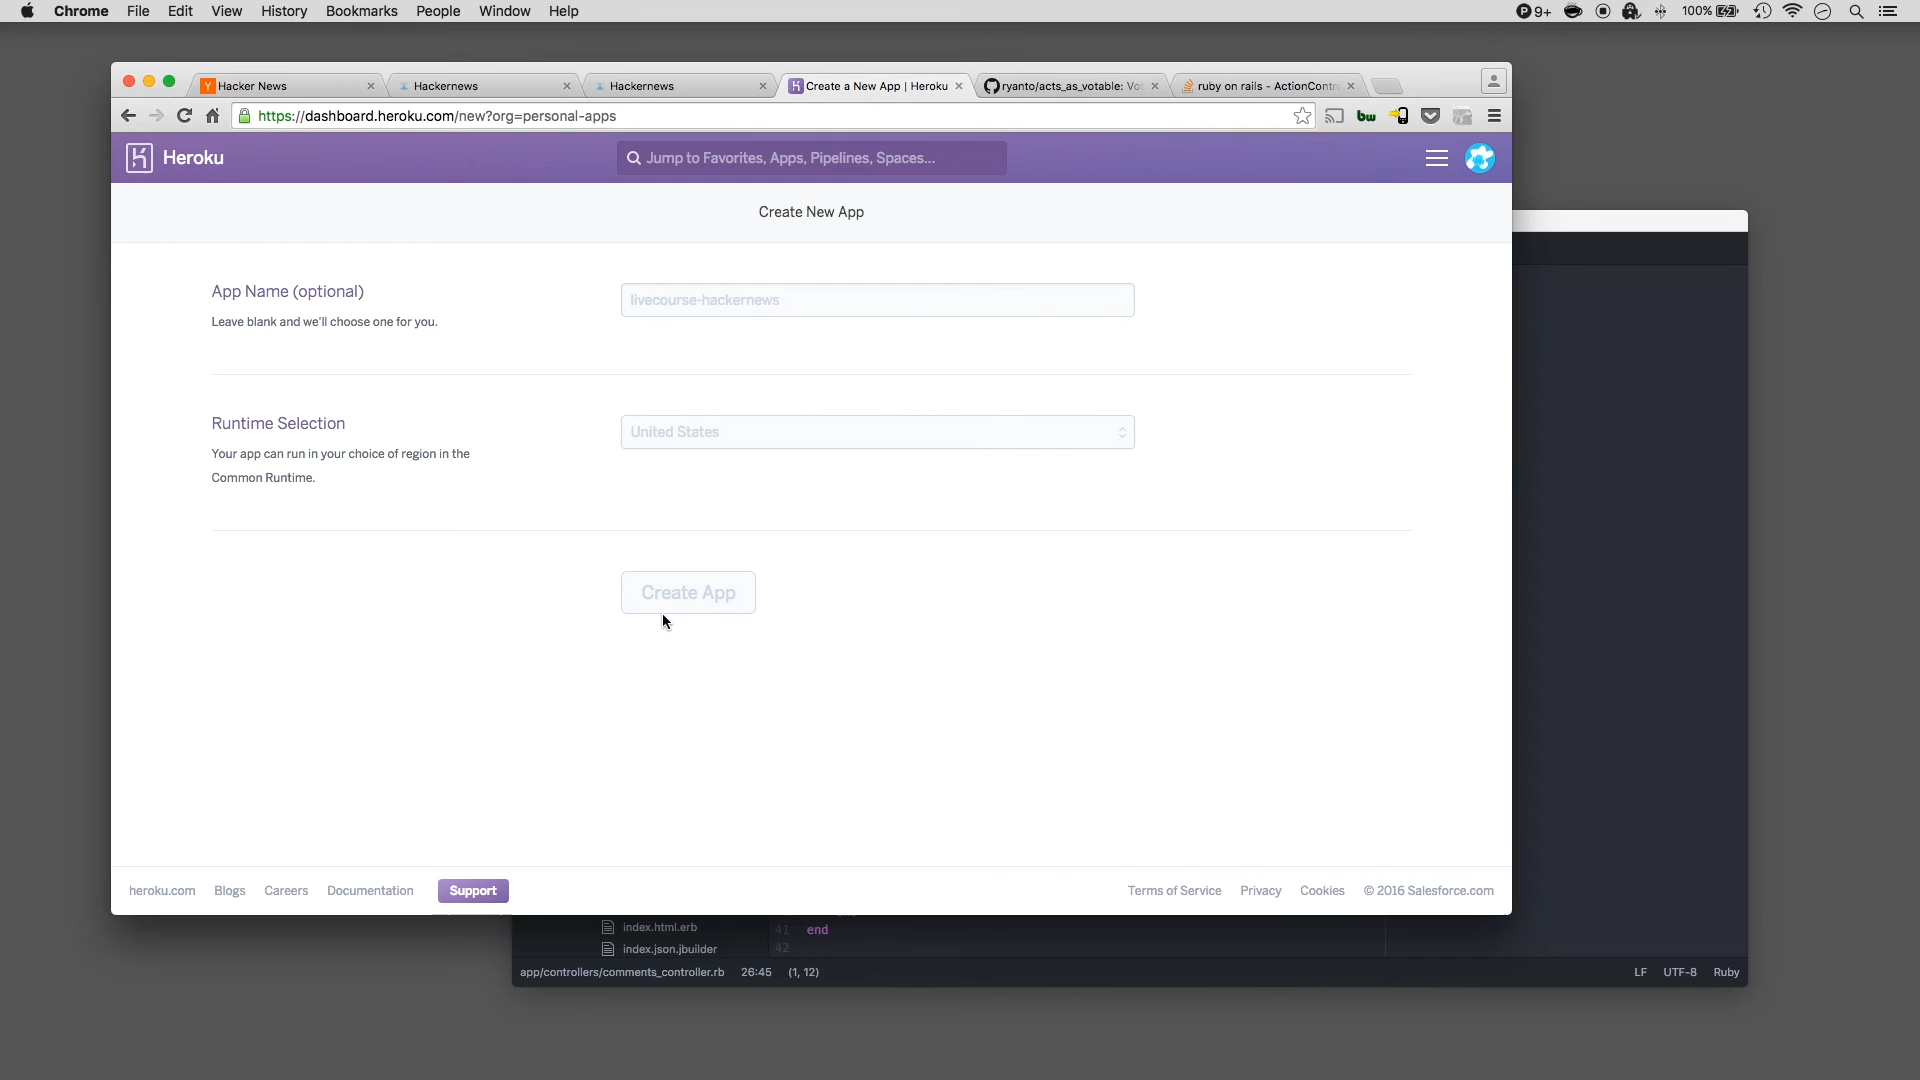 Chrome File Edit View History Bookmarks People Window Help 9+ 100%
Hacker News Hackernews Hackernews Create a New App | Heroku ryanto/acts_as_votable: Vot ruby on rails - ActionContr
https://dashboard.heroku.com/new?org=personal-apps bw
Heroku Jump to Favorites, Apps, Pipelines, Spaces...
Create New App
App Name (optional) livecourse-hackernews
Leave blank and we'll choose one for you.
Runtime Selection United States
Your app can run in your choice of region in the
Common Runtime.
Create App
heroku.com Blogs Careers Documentation Support Terms of Service Privacy Cookies © 2016 Salesforce.com
index.html.erb 41 end
index.json.jbuilder 42
app/controllers/comments_controller.rb 26:45 (1, 12) LF UTF-8 Ruby